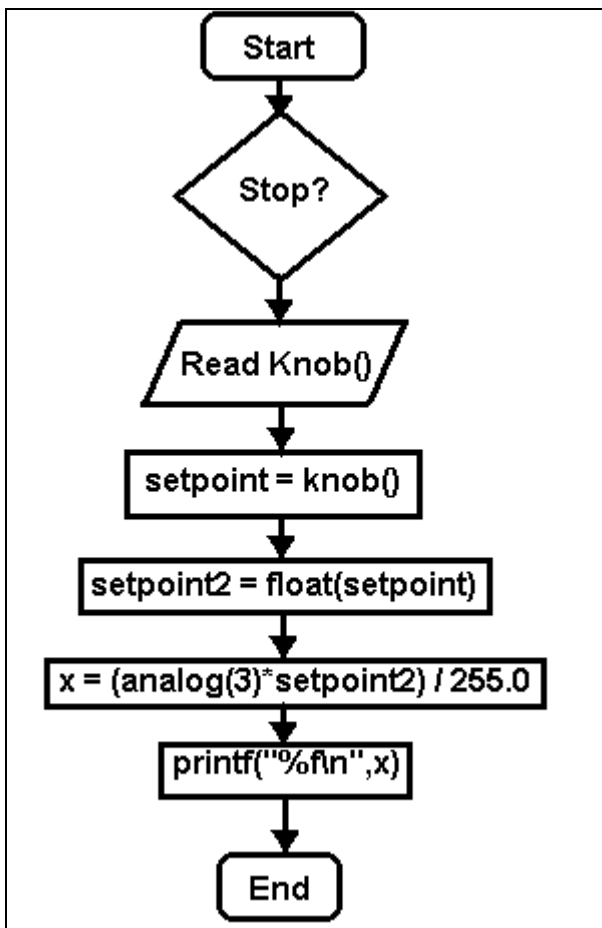 Start
Stop?
Read Knob()
setpoint = knob()
setpoint2 = float(setpoint)
x = (analog(3)*setpoint2) / 255.0
printf("%f\n",x)
End